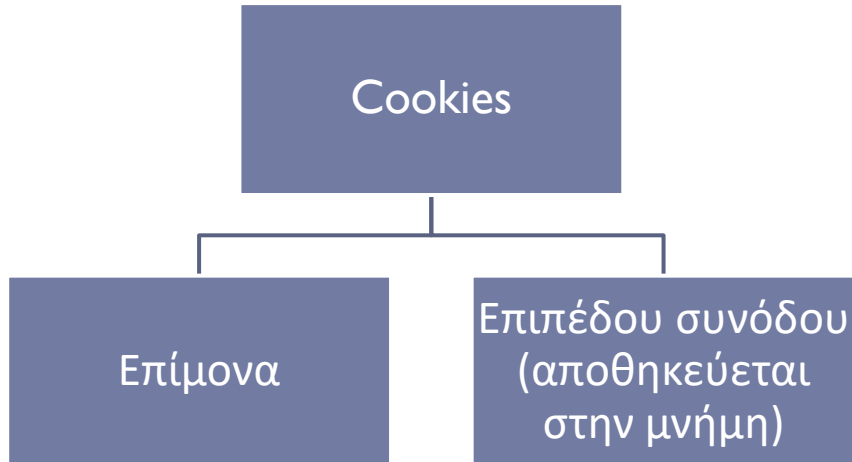 Cookies
Επίμονα
Επιπέδου συνόδου
(αποθηκεύεται
στην μνήμη)